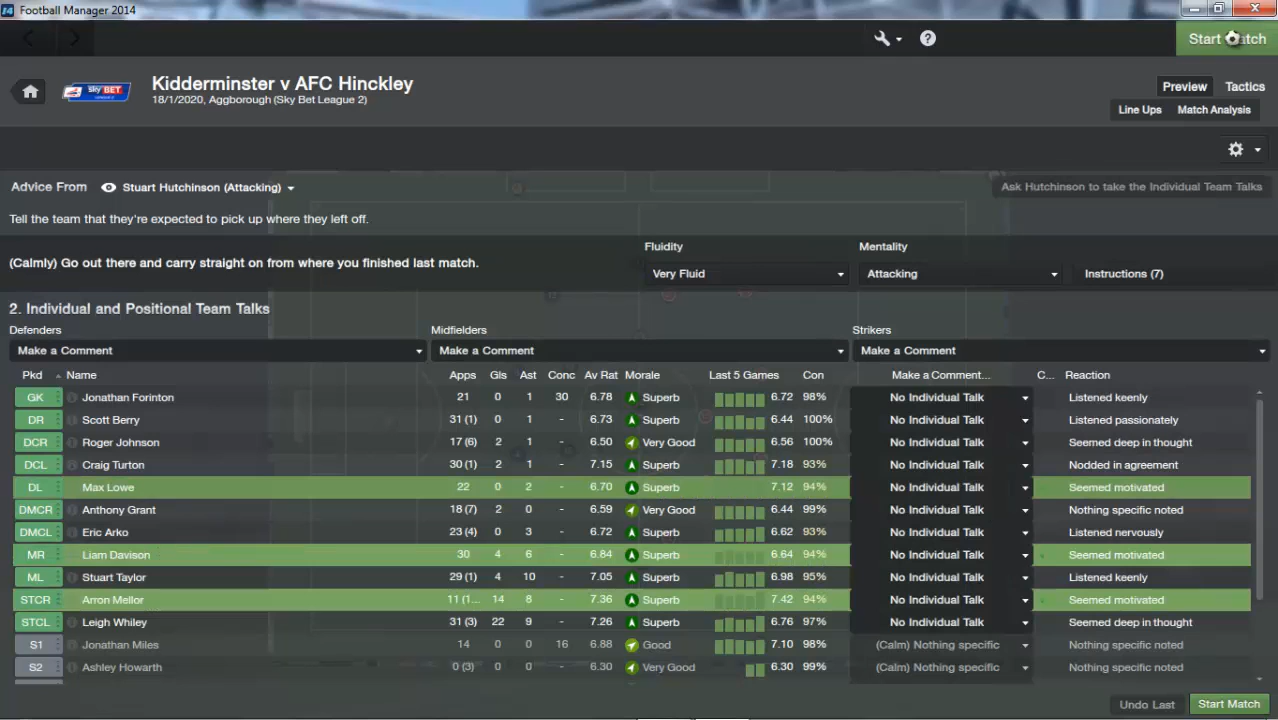 Football Manager 2014
Start Match
Kidderminster v AFC Hinckley
18/1/2020, Aggborough (Sky Bet League 2)
sky BET
Preview Tactics
Line Ups Match Analysis
Advice From Stuart Hutchinson (Attacking)
Ask Hutchinson to take the Individual Team Talks
Tell the team that they're expected to pick up where they left off.
Fluidity Mentality
(Calmly) Go out there and carry straight on from where you finished last match.
Very Fluid Attacking Instructions (7)
2. Individual and Positional Team Talks
Defenders Midfielders Strikers
Make a Comment Make a Comment Make a Comment
Pkd Name Apps Gls Ast Conc Av Rat Morale Last 5 Games Con Make a Comment... C... Reaction
GK Jonathan Forinton 21 0 1 30 6.78 Superb 6.72 98% No Individual Talk Listened keenly
DR Scott Berry 31 (1) 0 1 - 6.73 Superb 6.44 100% No Individual Talk Listened passionately
DCR Roger Johnson 17 (6) 2 1 - 6.50 Very Good 6.56 100% No Individual Talk Seemed deep in thought
DCL Craig Turton 30 (1) 2 1 - 7.15 Superb 7.18 93% No Individual Talk Nodded in agreement
DL Max Lowe 22 0 2 - 6.70 Superb 7.12 94% No Individual Talk Seemed motivated
DMCR Anthony Grant 18 (7) 2 0 - 6.59 Very Good 6.44 99% No Individual Talk Nothing specific noted
DMCL Eric Arko 23 (4) 0 3 - 6.72 Superb 6.62 93% No Individual Talk Listened nervously
MR Liam Davison 30 4 6 - 6.84 Superb 6.64 94% No Individual Talk Seemed motivated
ML Stuart Taylor 29 (1) 4 10 - 7.05 Superb 6.98 95% No Individual Talk Listened keenly
STCR Arron Mellor 11 (1... 14 8 - 7.36 Superb 7.42 94% No Individual Talk Seemed motivated
STCL Leigh Whiley 31 (3) 22 9 - 7.26 Superb 6.76 97% No Individual Talk Seemed deep in thought
S1 Jonathan Miles 14 0 0 16 6.88 Good 7.10 98% (Calm) Nothing specific Nothing specific noted
S2 Ashley Howarth 0 (3) 0 0 - 6.30 Very Good 6.30 99% (Calm) Nothing specific Nothing specific noted
Undo Last Start Match